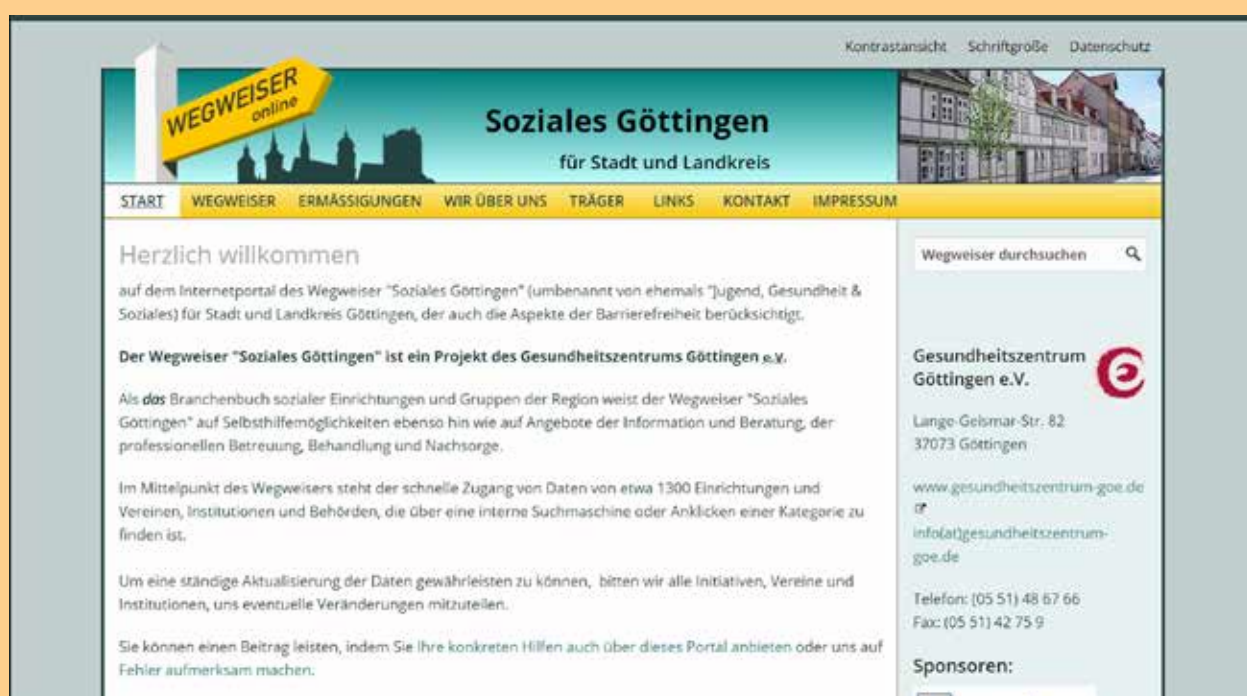 Kontrastansicht Schriftgröße Datenschutz
WEGWEISER
online
Soziales Göttingen
für Stadt und Landkreis
START WEGWEISER ERMÄSSIGUNGEN WIR ÜBER UNS TRÄGER LINKS KONTAKT IMPRESSUM
Herzlich willkommen
auf dem Internetportal des Wegweiser "Soziales Göttingen" (umbenannt von ehemals "Jugend, Gesundheit &
Soziales) für Stadt und Landkreis Göttingen, der auch die Aspekte der Barrierefreiheit berücksichtigt.
Der Wegweiser "Soziales Göttingen" ist ein Projekt des Gesundheitszentrums Göttingen e.V.
Als das Branchenbuch sozialer Einrichtungen und Gruppen der Region weist der Wegweiser "Soziales
Göttingen" auf Selbsthilfemöglichkeiten ebenso hin wie auf Angebote der Information und Beratung, der
professionellen Betreuung, Behandlung und Nachsorge.
Im Mittelpunkt des Wegweisers steht der schnelle Zugang von Daten von etwa 1300 Einrichtungen und
Vereinen, Institutionen und Behörden, die über eine interne Suchmaschine oder Anklicken einer Kategorie zu
finden ist.
Um eine ständige Aktualisierung der Daten gewährleisten zu können, bitten wir alle Initiativen, Vereine und
Institutionen, uns eventuelle Veränderungen mitzuteilen.
Sie können einen Beitrag leisten, indem Sie Ihre konkreten Hilfen auch über dieses Portal anbieten oder uns auf
Fehler aufmerksam machen.
Wegweiser durchsuchen
Gesundheitszentrum
Göttingen e.V.
Lange-Geismar-Str. 82
37073 Göttingen
www.gesundheitszentrum-goe.de
info(at)gesundheitszentrum-
goe.de
Telefon: (05 51) 48 67 66
Fax: (05 51) 42 75 9
Sponsoren: